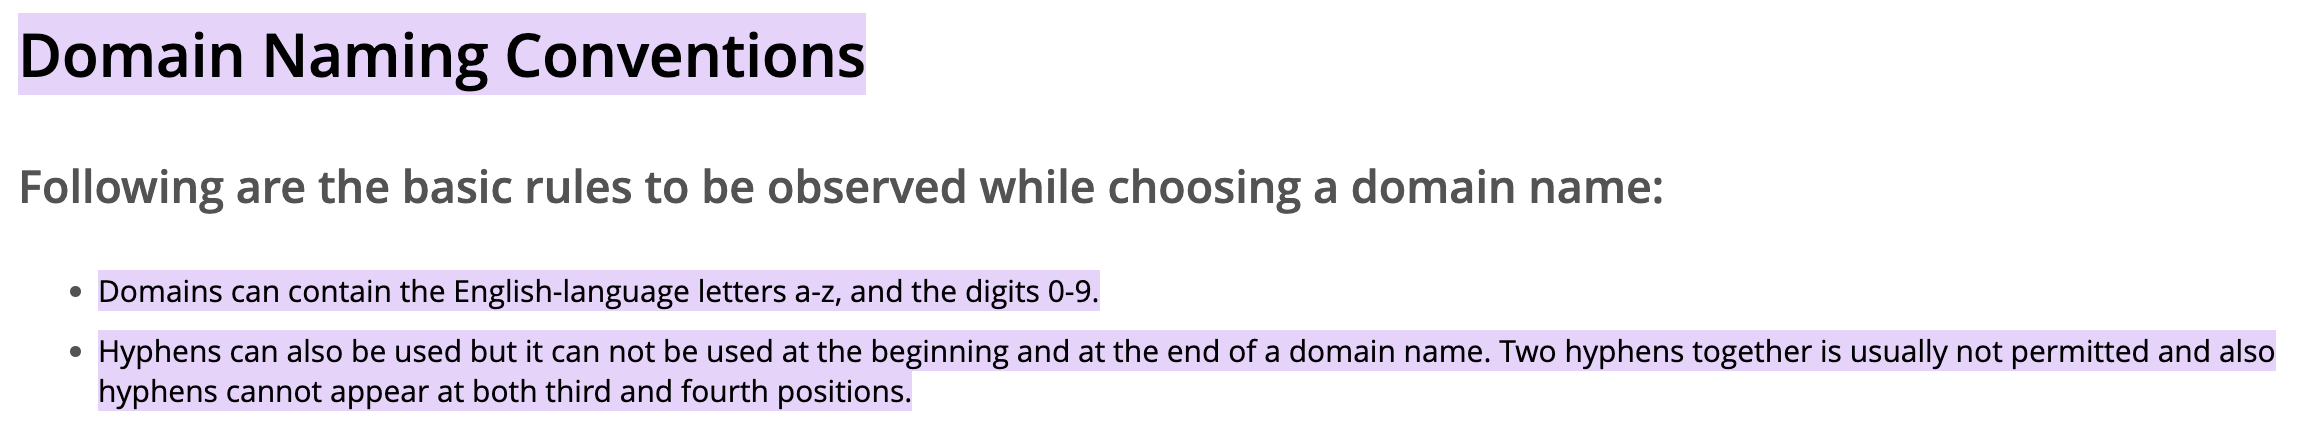 Domain Naming Conventions
Following are the basic rules to be observed while choosing a domain name:
• Domains can contain the English-language letters a-z, and the digits 0-9.
• Hyphens can also be used but it can not be used at the beginning and at the end of a domain name. Two hyphens together is usually not permitted and also
hyphens cannot appear at both third and fourth positions.